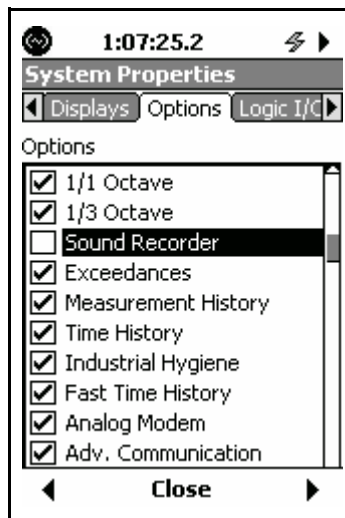 1:07:25.2
System Properties
Displays Options Logic I/
Options
1/1 Octave
1/3 Octave
Sound Recorder
Exceedances
Measurement History
Time History
Industrial Hygiene
Fast Time History
Analog Modem
Adv. Communication
Close